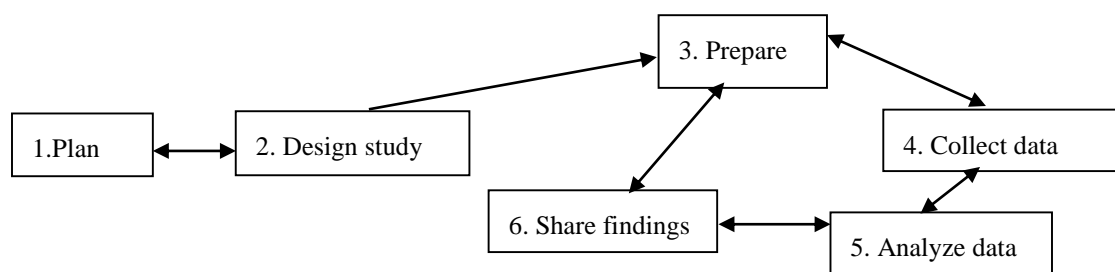 1.Plan
2. Design study
3. Prepare
4. Collect data
5. Analyze data
6. Share findings